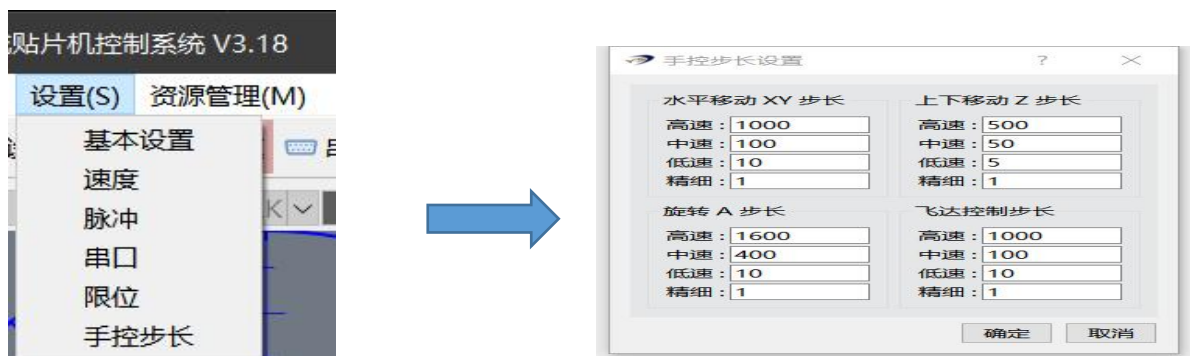 贴片机控制系统 V3.18
设置(S) 资源管理(M)
基本设置
速度
脉冲
串口
限位
手控步长
手控步长设置 ?
水平移动 XY 步长
高速：1000
中速：100
低速：10
精细：1
上下移动 Z 步长
高速：500
中速：50
低速：5
精细：1
旋转 A 步长
高速：1600
中速：400
低速：10
精细：1
飞达控制步长
高速：1000
中速：100
低速：10
精细：1
确定 取消